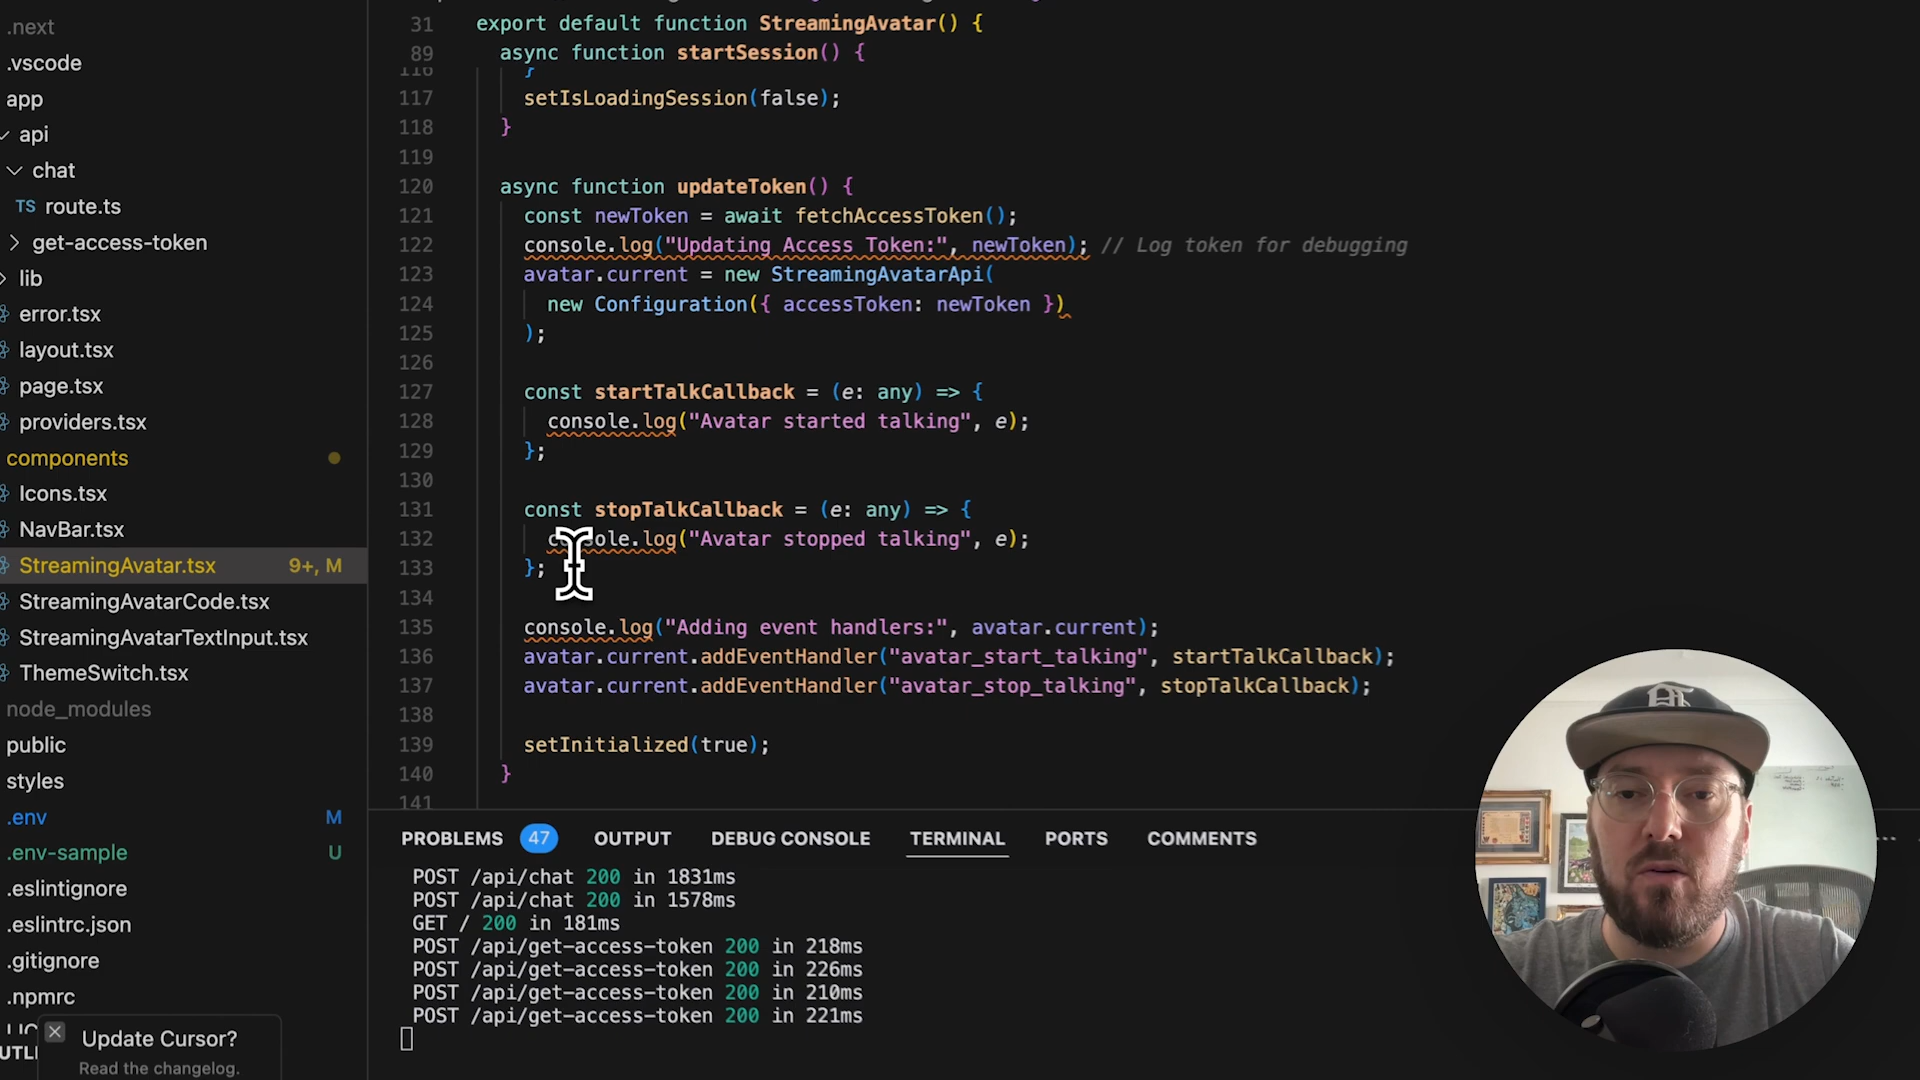 .next
.vscode
app
api
chat
TS route.ts
get-access-token
lib
error.tsx
layout.tsx
page.tsx
providers.tsx
components
Icons.tsx
NavBar.tsx
StreamingAvatar.tsx 9+, M
StreamingAvatarCode.tsx
StreamingAvatarTextInput.tsx
ThemeSwitch.tsx
node_modules
public
styles
.env M
.env-sample U
.eslintignore
.eslintrc.json
.gitignore
.npmrc
Update Cursor?
Read the changelog.
31 export default function StreamingAvatar() {
89 async function startSession() {
116 }
117 setIsLoadingSession(false);
118 }
119
120 async function updateToken() {
121 const newToken = await fetchAccessToken();
122 console.log("Updating Access Token:", newToken); // Log token for debugging
123 avatar.current = new StreamingAvatarApi(
124 new Configuration({ accessToken: newToken })
125 );
126
127 const startTalkCallback = (e: any) => {
128 console.log("Avatar started talking", e);
129 };
130
131 const stopTalkCallback = (e: any) => {
132 console.log("Avatar stopped talking", e);
133 };
134
135 console.log("Adding event handlers:", avatar.current);
136 avatar.current.addEventHandler("avatar_start_talking", startTalkCallback);
137 avatar.current.addEventHandler("avatar_stop_talking", stopTalkCallback);
138
139 setInitialized(true);
140 }
141
PROBLEMS 47 OUTPUT DEBUG CONSOLE TERMINAL PORTS COMMENTS
POST /api/chat 200 in 1831ms
POST /api/chat 200 in 1578ms
GET / 200 in 181ms
POST /api/get-access-token 200 in 218ms
POST /api/get-access-token 200 in 226ms
POST /api/get-access-token 200 in 210ms
POST /api/get-access-token 200 in 221ms